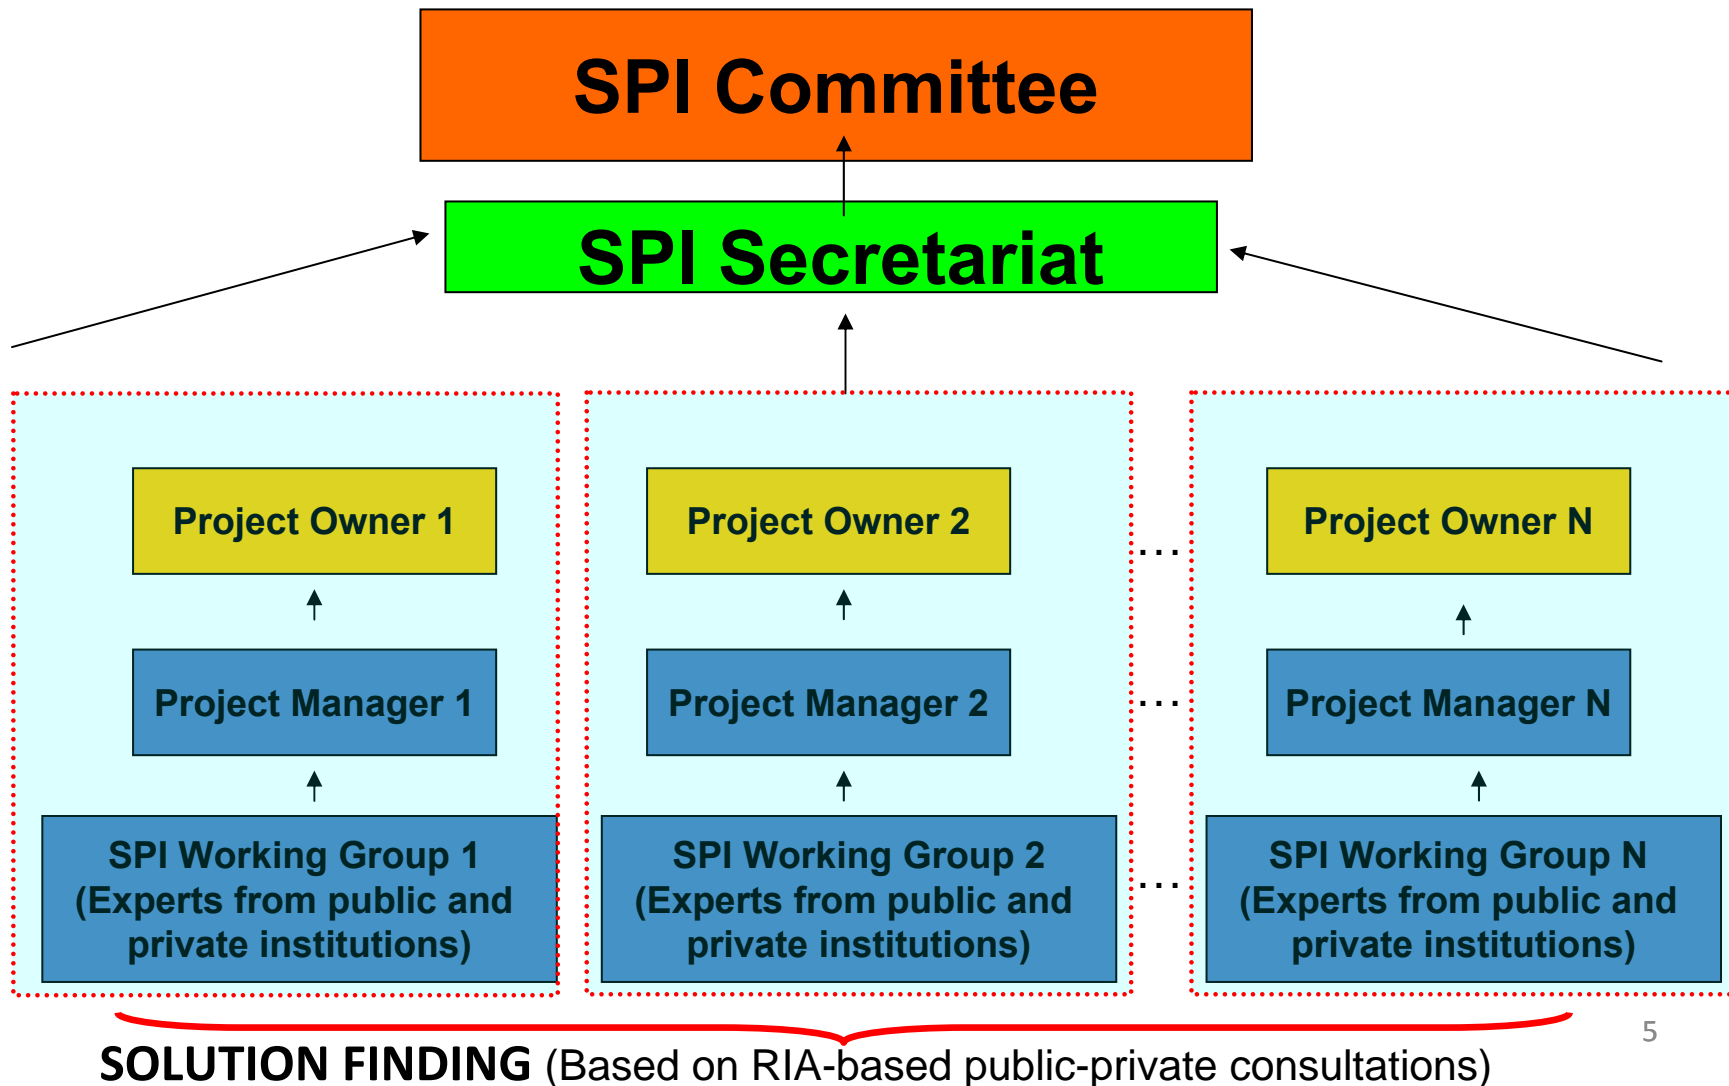 SPI Committee
SPI Secretariat
Project Owner 1
Project Owner 2
...
Project Owner N
Project Manager 1
Project Manager 2
...
Project Manager N
SPI Working Group 1
(Experts from public and
private institutions)
SPI Working Group 2
(Experts from public and
private institutions)
...
SPI Working Group N
(Experts from public and
private institutions)
5
SOLUTION FINDING (Based on RIA-based public-private consultations)